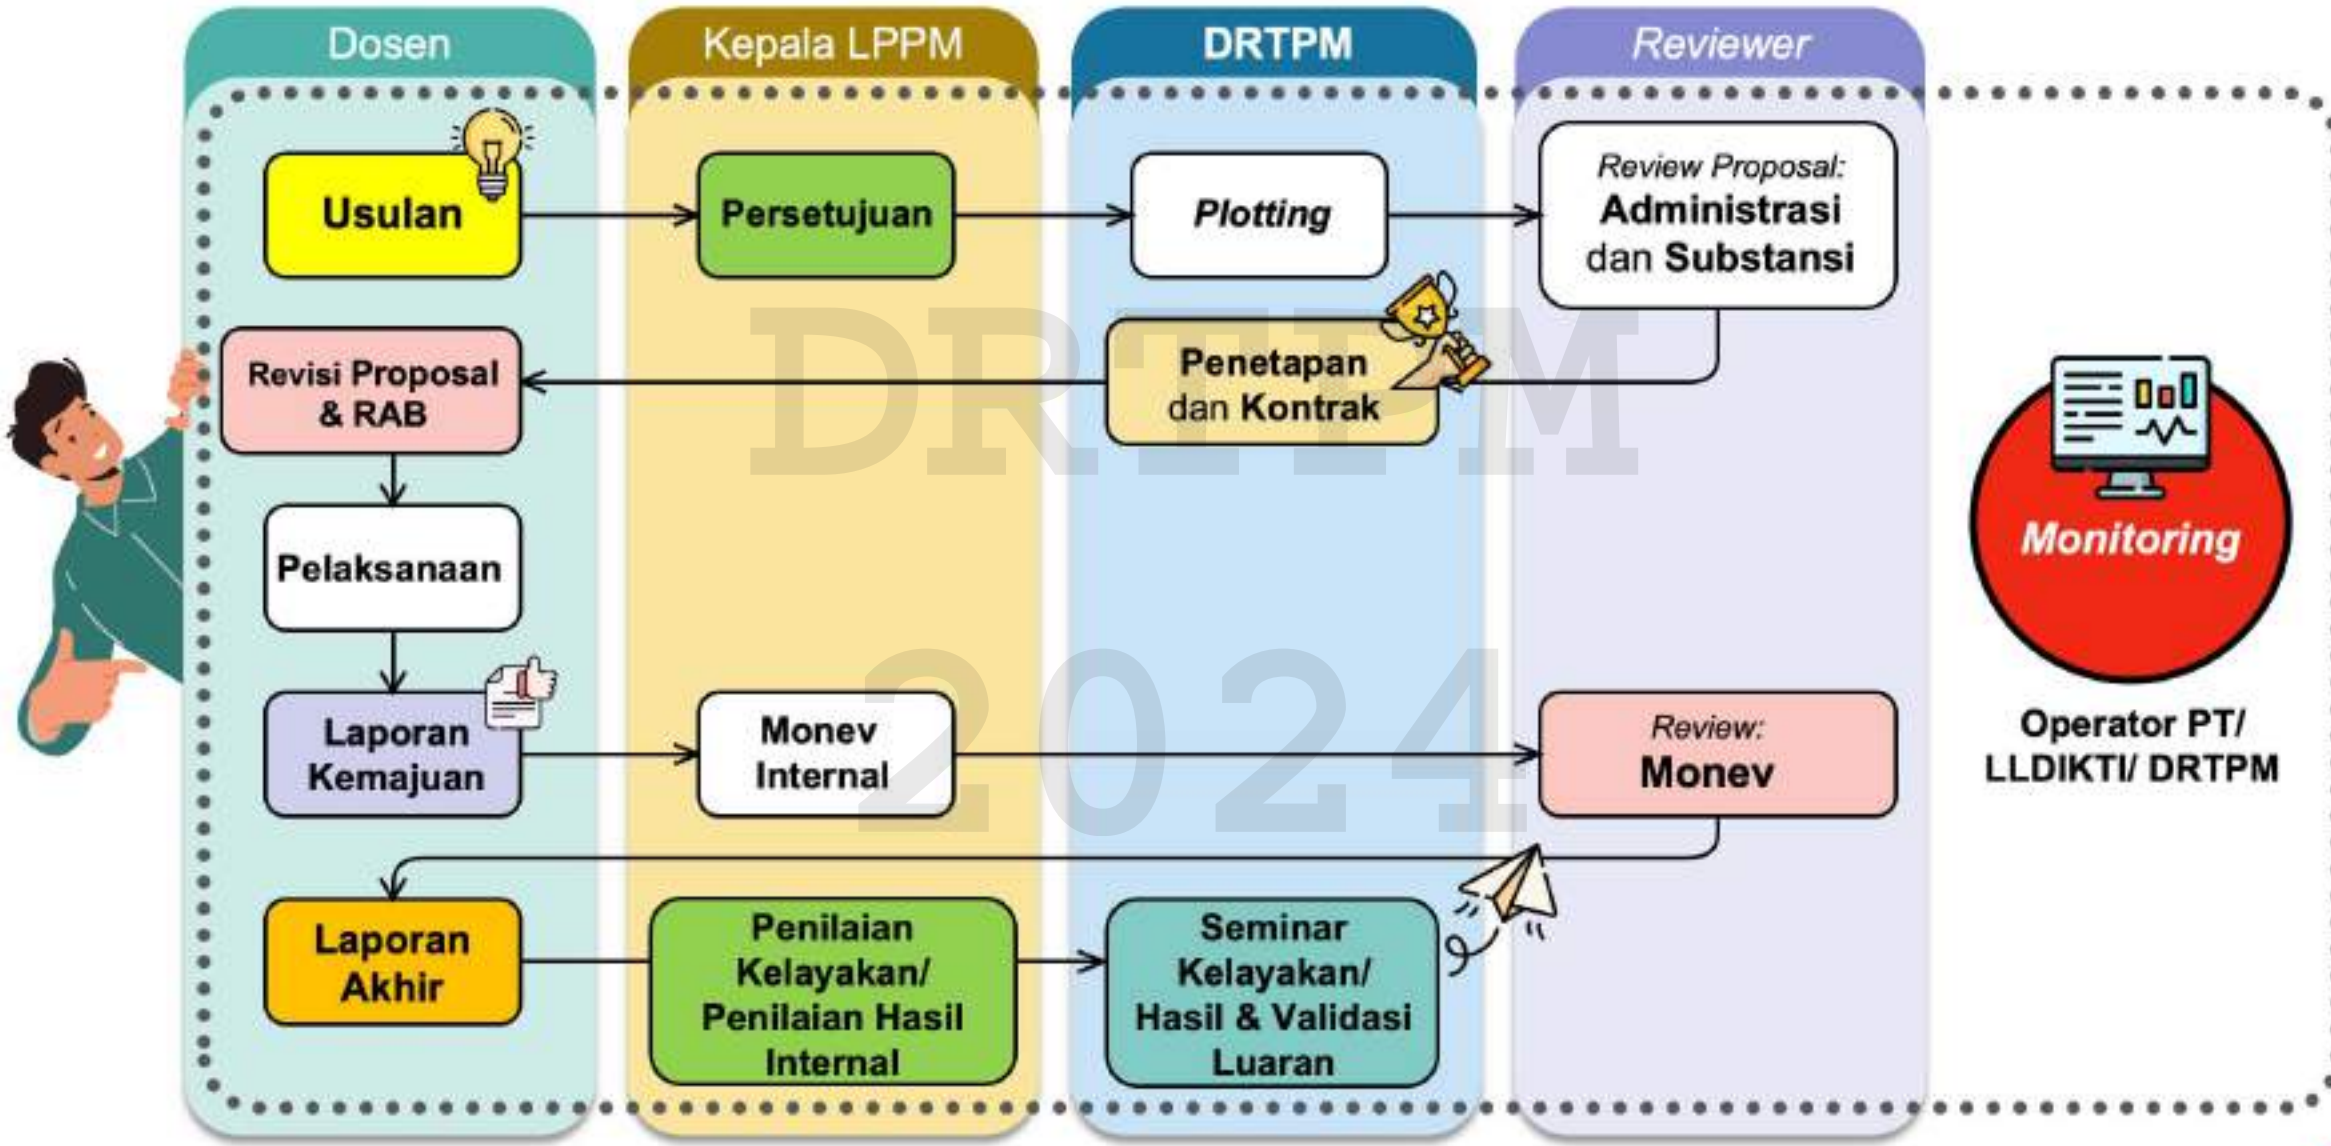 Dosen
Kepala LPPM
DRTPM
Reviewer
Usulan
Persetujuan
Plotting
Review Proposal:
Administrasi
dan Substansi
Revisi Proposal
& RAB
Penetapan
dan Kontrak
DRTPM
Pelaksanaan
Monitoring
Operator PT/
LLDIKTI/ DRTPM
2024
Laporan
Kemajuan
Monev
Internal
Review:
Monev
Laporan
Akhir
Penilaian
Kelayakan/
Penilaian Hasil
Internal
Seminar
Kelayakan/
Hasil & Validasi
Luaran